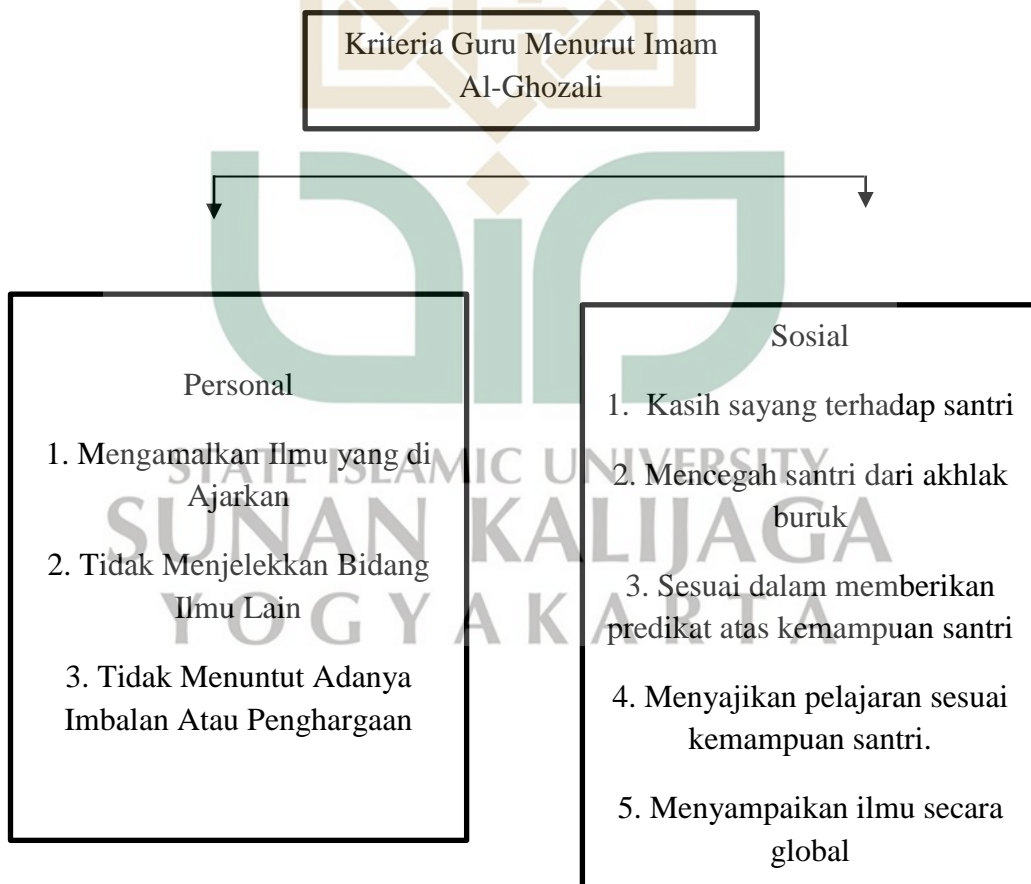 Kriteria Guru Menurut Imam
Al-Ghozali
Personal
1. Mengamalkan Ilmu yang di
Ajarkan
2. Tidak Menjelekkan Bidang
Ilmu Lain
3. Tidak Menuntut Adanya
Imbalan Atau Penghargaan
Sosial
1. Kasih sayang terhadap santri
2. Mencegah santri dari akhlak
buruk
3. Sesuai dalam memberikan
predikat atas kemampuan santri
4. Menyajikan pelajaran sesuai
kemampuan santri.
5. Menyampaikan ilmu secara
global
STATE ISLAMIC UNIVERSITY
SUNAN KALIJAGA
YOGYAKARTA